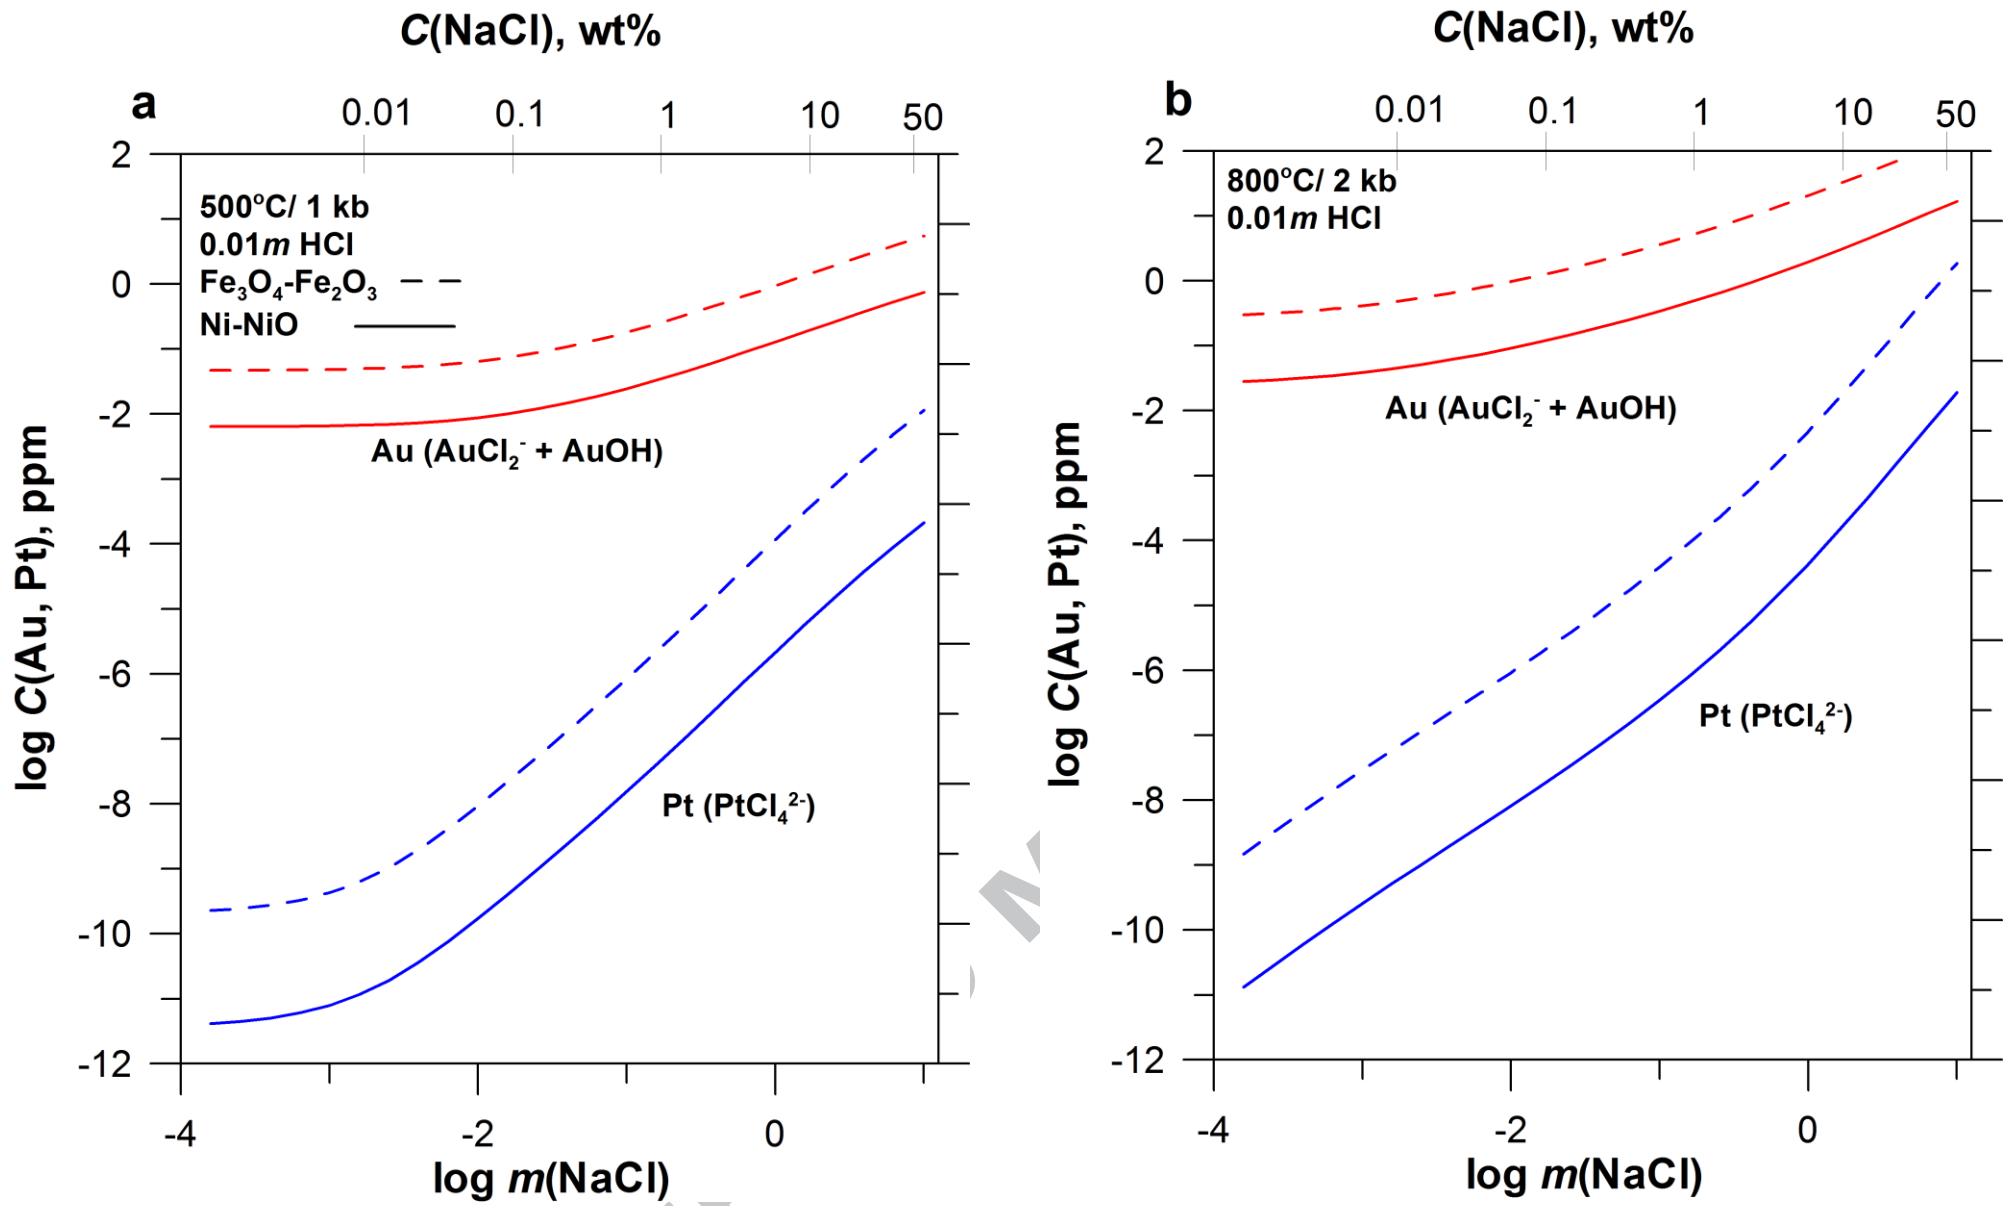 C(NaCl), wt%
a
0.01 0.1 1 10 50
2
0
-2
-4
-6
-8
-10
-12
500°C/ 1 kb
0.01m HCl
Fe₃O₄-Fe₂O₃
Ni-NiO
Au (AuCl₂⁻ + AuOH)
Pt (PtCl₄²⁻)
log C(Au, Pt), ppm
-4 -2 0
log m(NaCl)
C(NaCl), wt%
b
0.01 0.1 1 10 50
2
0
-2
-4
-6
-8
-10
-12
800°C/ 2 kb
0.01m HCl
Au (AuCl₂⁻ + AuOH)
Pt (PtCl₄²⁻)
log C(Au, Pt), ppm
-4 -2 0
log m(NaCl)